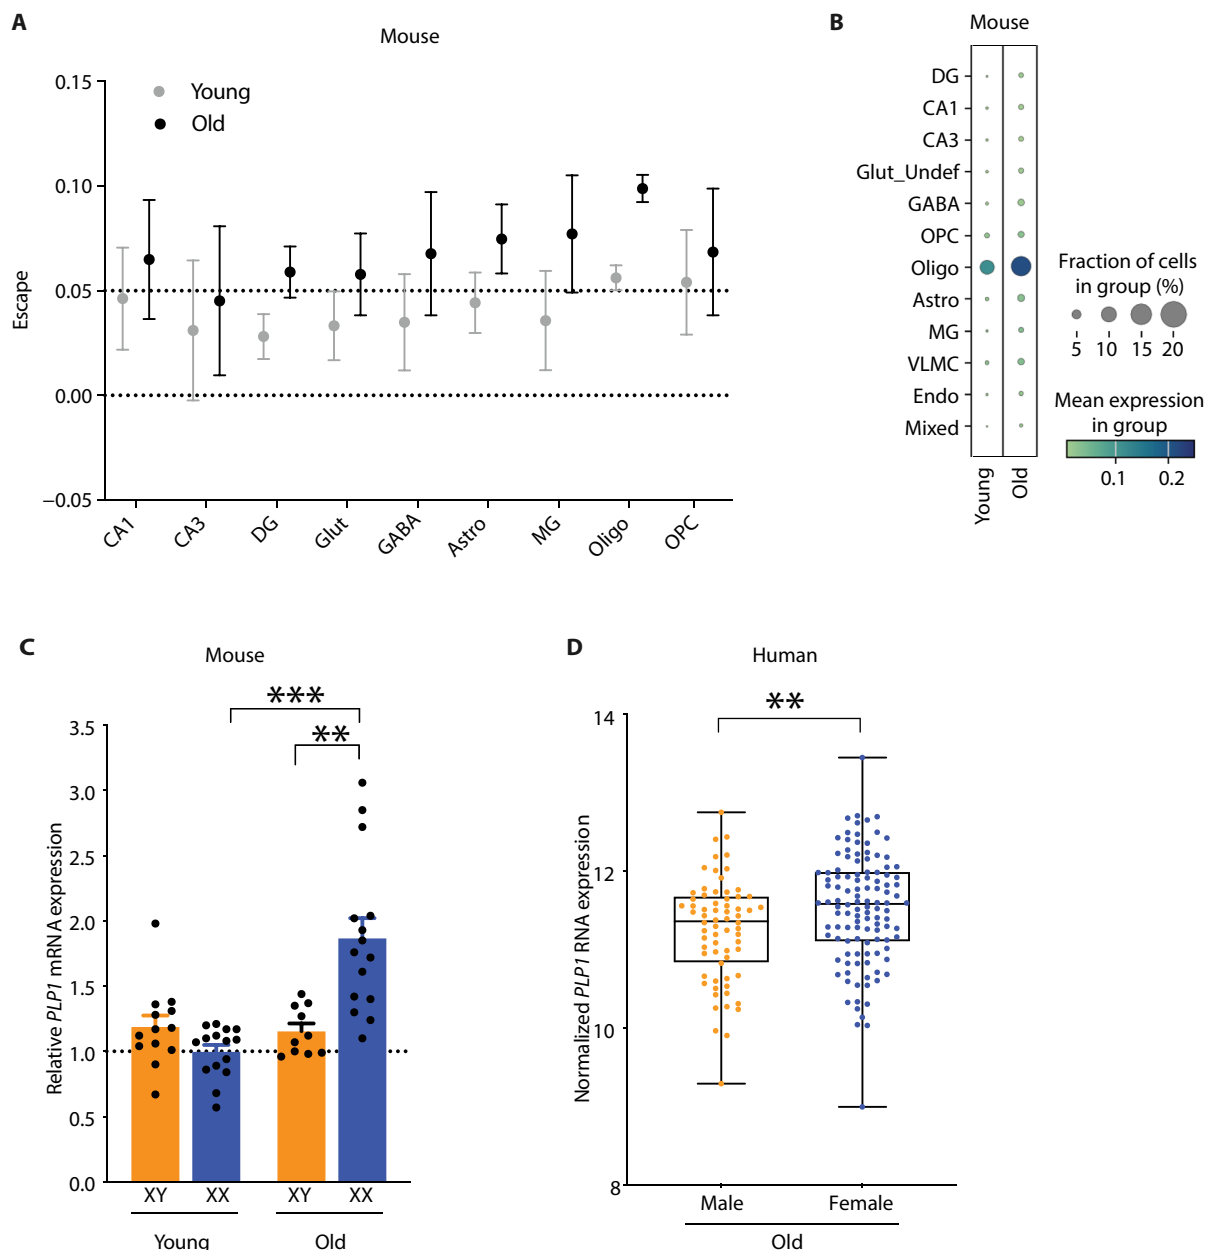 A
Mouse
Young
Old
Escape
0.15
0.10
0.05
0.00
−0.05
CA1
CA3
DG
Glut
GABA
Astro
MG
Oligo
OPC
B
Mouse
DG
CA1
CA3
Glut_Undef
GABA
OPC
Oligo
Astro
MG
VLMC
Endo
Mixed
Young
Old
Fraction of cells
in group (%)
5 10 15 20
Mean expression
in group
0.1 0.2
C
Mouse
***
**
Relative PLP1 mRNA expression
3.5
3.0
2.5
2.0
1.5
1.0
0.5
0.0
XY XX XY XX
Young Old
D
Human
**
Normalized PLP1 RNA expression
14
12
10
8
Male Female
Old